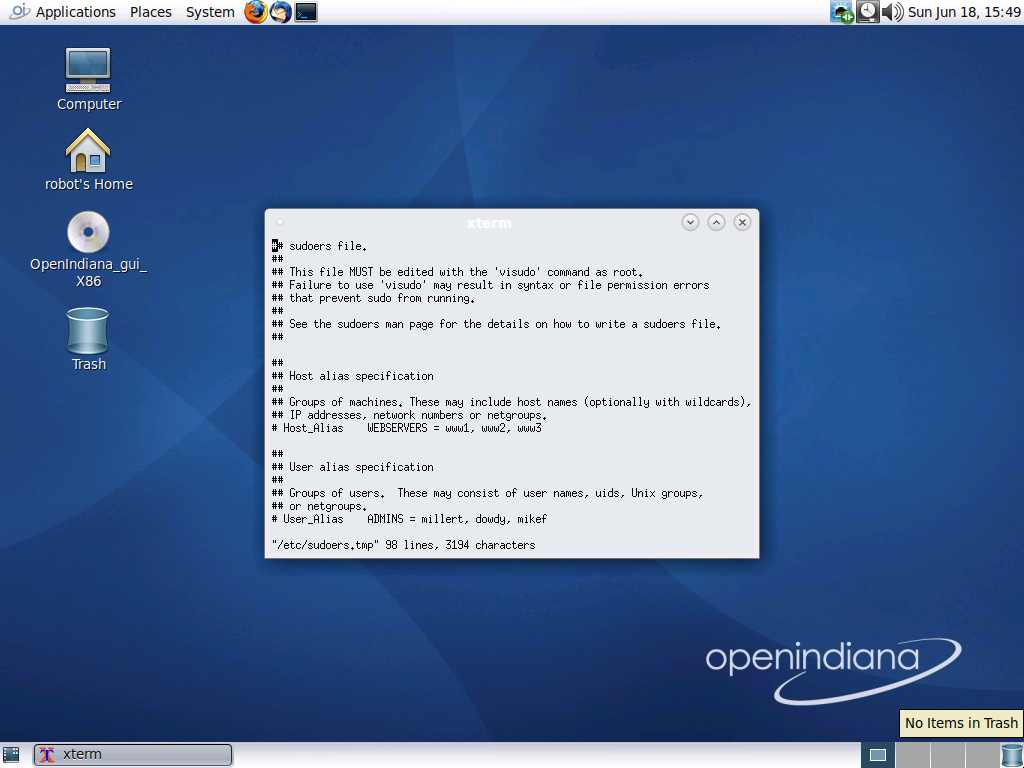 Applications Places System
Sun Jun 18, 15:49
Computer
robot's Home
OpenIndiana_gui_
X86
Trash
xterm
## sudoers file.
##
## This file MUST be edited with the 'visudo' command as root.
## Failure to use 'visudo' may result in syntax or file permission errors
## that prevent sudo from running.
##
## See the sudoers man page for the details on how to write a sudoers file.
##
##
## Host alias specification
##
## Groups of machines. These may include host names (optionally with wildcards),
## IP addresses, network numbers or netgroups.
# Host_Alias    WEBSERVERS = www1, www2, www3
##
## User alias specification
##
## Groups of users.  These may consist of user names, uids, Unix groups,
## or netgroups.
# User_Alias    ADMINS = millert, dowdy, mikef
"/etc/sudoers.tmp" 98 lines, 3194 characters
openindiana
No Items in Trash
xterm